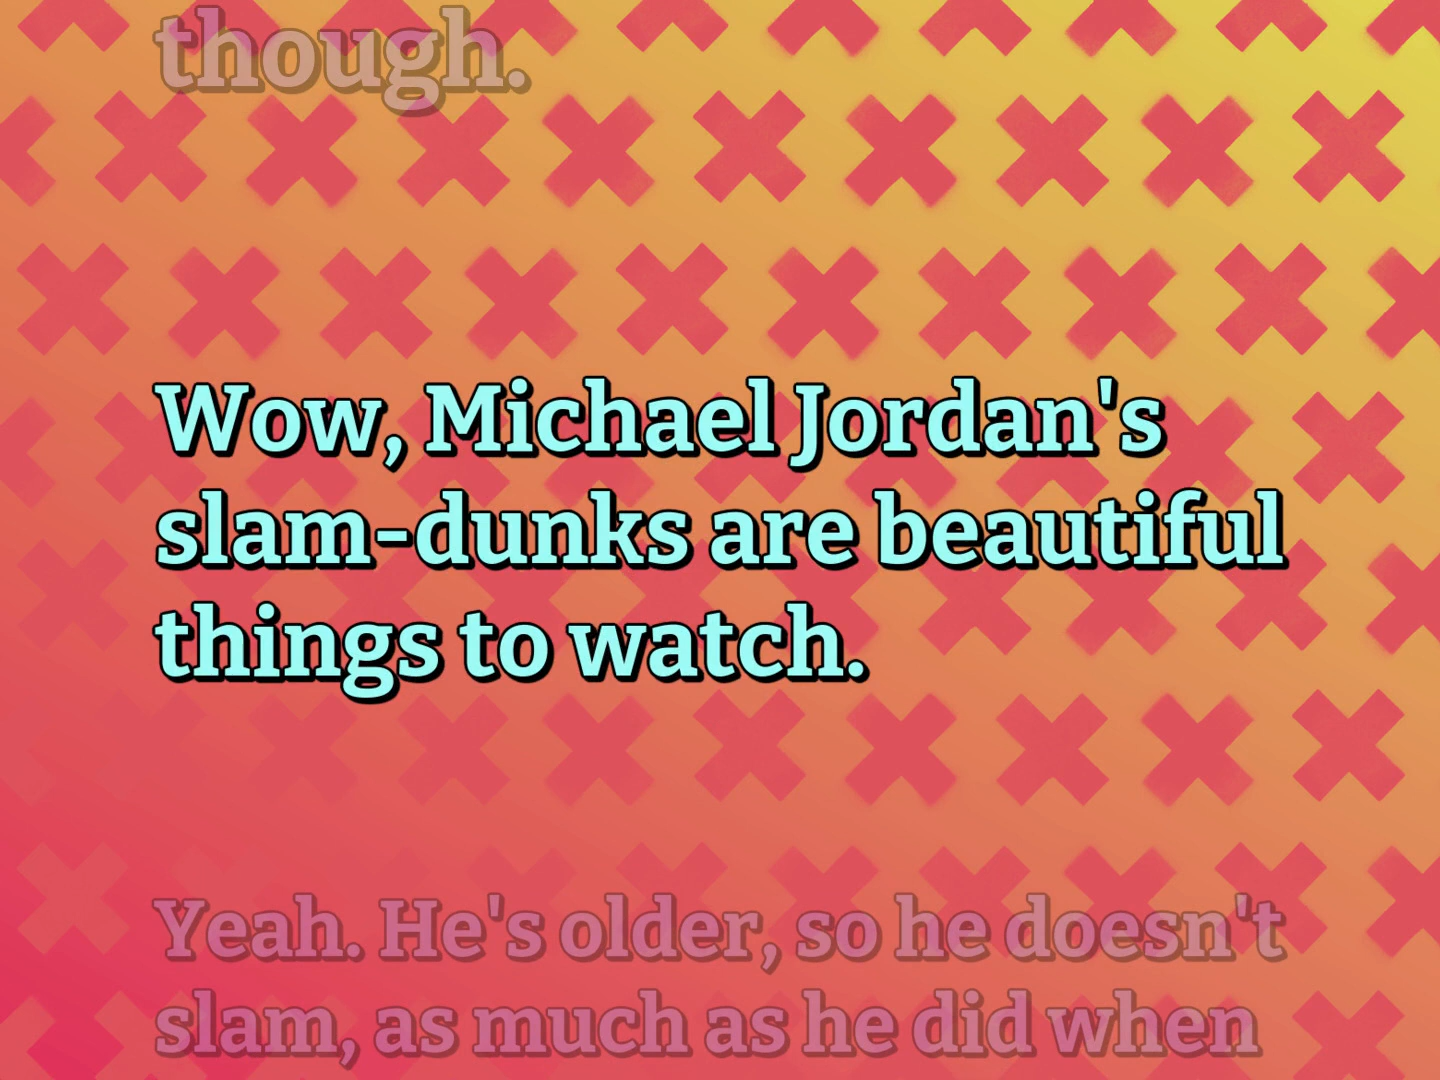 though.
Wow, Michael Jordan's
slam-dunks are beautiful
things to watch.
Yeah. He's older, so he doesn't
slam, as much as he did when